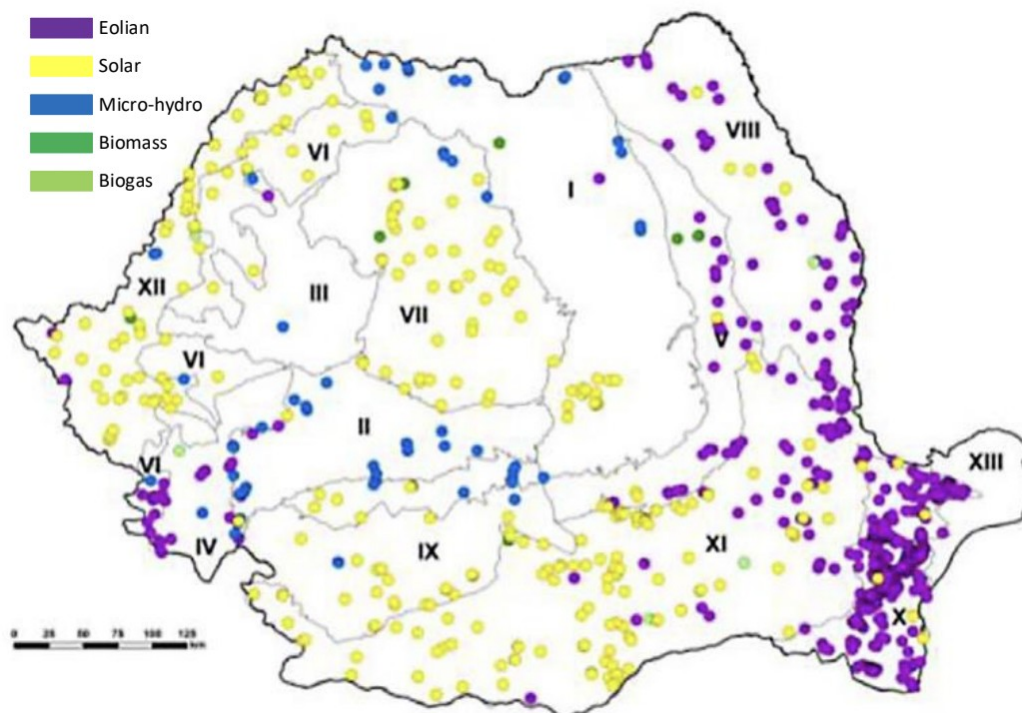 Eolian
Solar
Micro-hydro
Biomass
Biogas
VI
VIII
I
XII
III
VII
VI
V
II
VI
XIII
IV
IX
XI
X
0 25 50 75 100 125
km